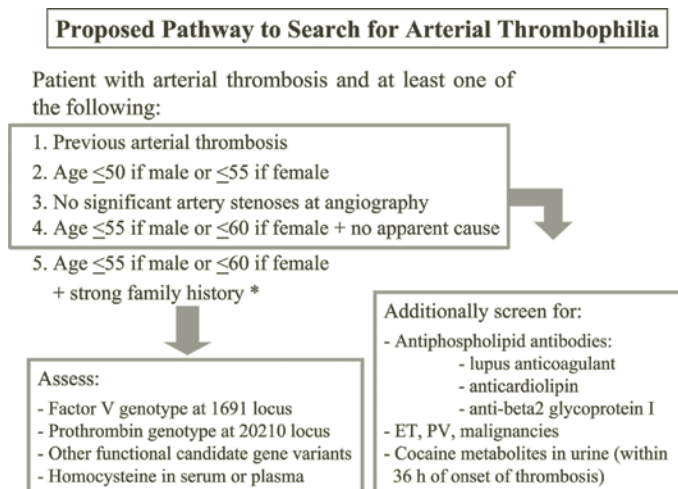 Proposed Pathway to Search for Arterial Thrombophilia
Patient with arterial thrombosis and at least one of
the following:
1. Previous arterial thrombosis
2. Age ≤50 if male or ≤55 if female
3. No significant artery stenoses at angiography
4. Age ≤55 if male or ≤60 if female + no apparent cause
5. Age ≤55 if male or ≤60 if female
+ strong family history *
Assess:
- Factor V genotype at 1691 locus
- Prothrombin genotype at 20210 locus
- Other functional candidate gene variants
- Homocysteine in serum or plasma
Additionally screen for:
- Antiphospholipid antibodies:
- lupus anticoagulant
- anticardiolipin
- anti-beta2 glycoprotein I
- ET, PV, malignancies
- Cocaine metabolites in urine (within
36 h of onset of thrombosis)